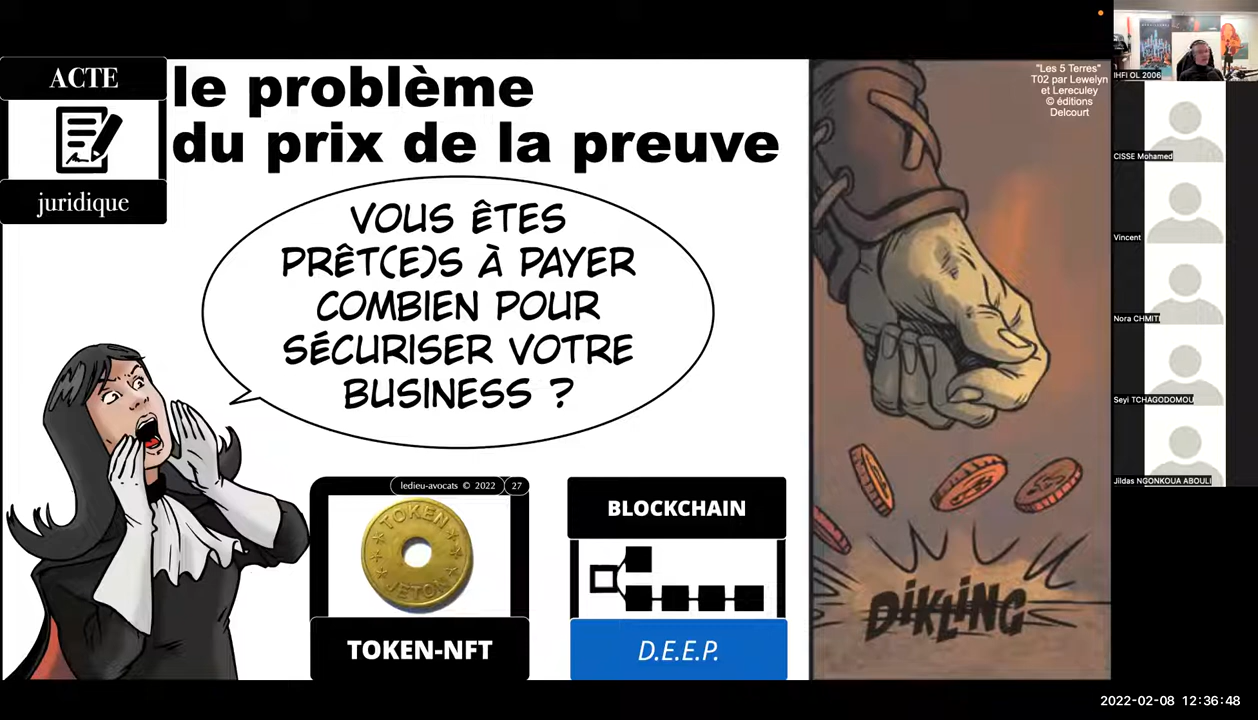 ACTE
juridique
le problème
du prix de la preuve
VOUS ÊTES
PRÊT(E)S À PAYER
COMBIEN POUR
SÉCURISER VOTRE
BUSINESS ?
ledieu-avocats © 2022 27
TOKEN
JETON
TOKEN-NFT
BLOCKCHAIN
D.E.E.P.
"Les 5 Terres"
T02 par Lewelyn
et Lereculey
© éditions
Delcourt
DIKLING
IHFI OL 2006
CISSE Mohamed
Vincent
Nora CHMITI
Seyi TCHAGODOMOU
Jildas NGONKOUA ABOULI
2022-02-08 12:36:48